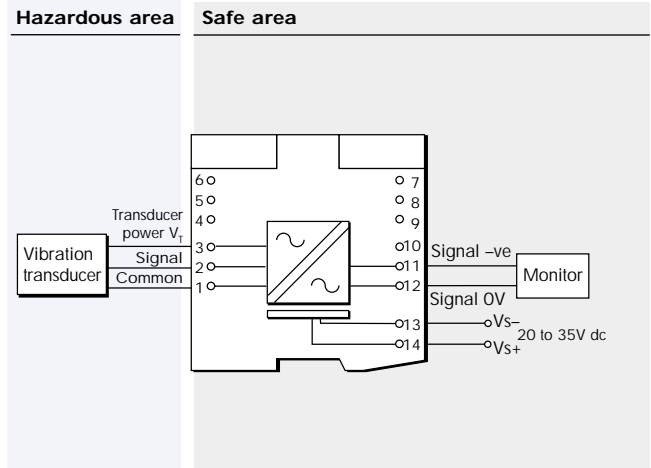 Hazardous area
Safe area
6
7
5
8
4
9
Transducer
power VT
3
10
Signal –ve
Vibration
transducer
Signal
2
11
Monitor
Common
1
12
Signal 0V
13
Vs–
20 to 35V dc
14
Vs+